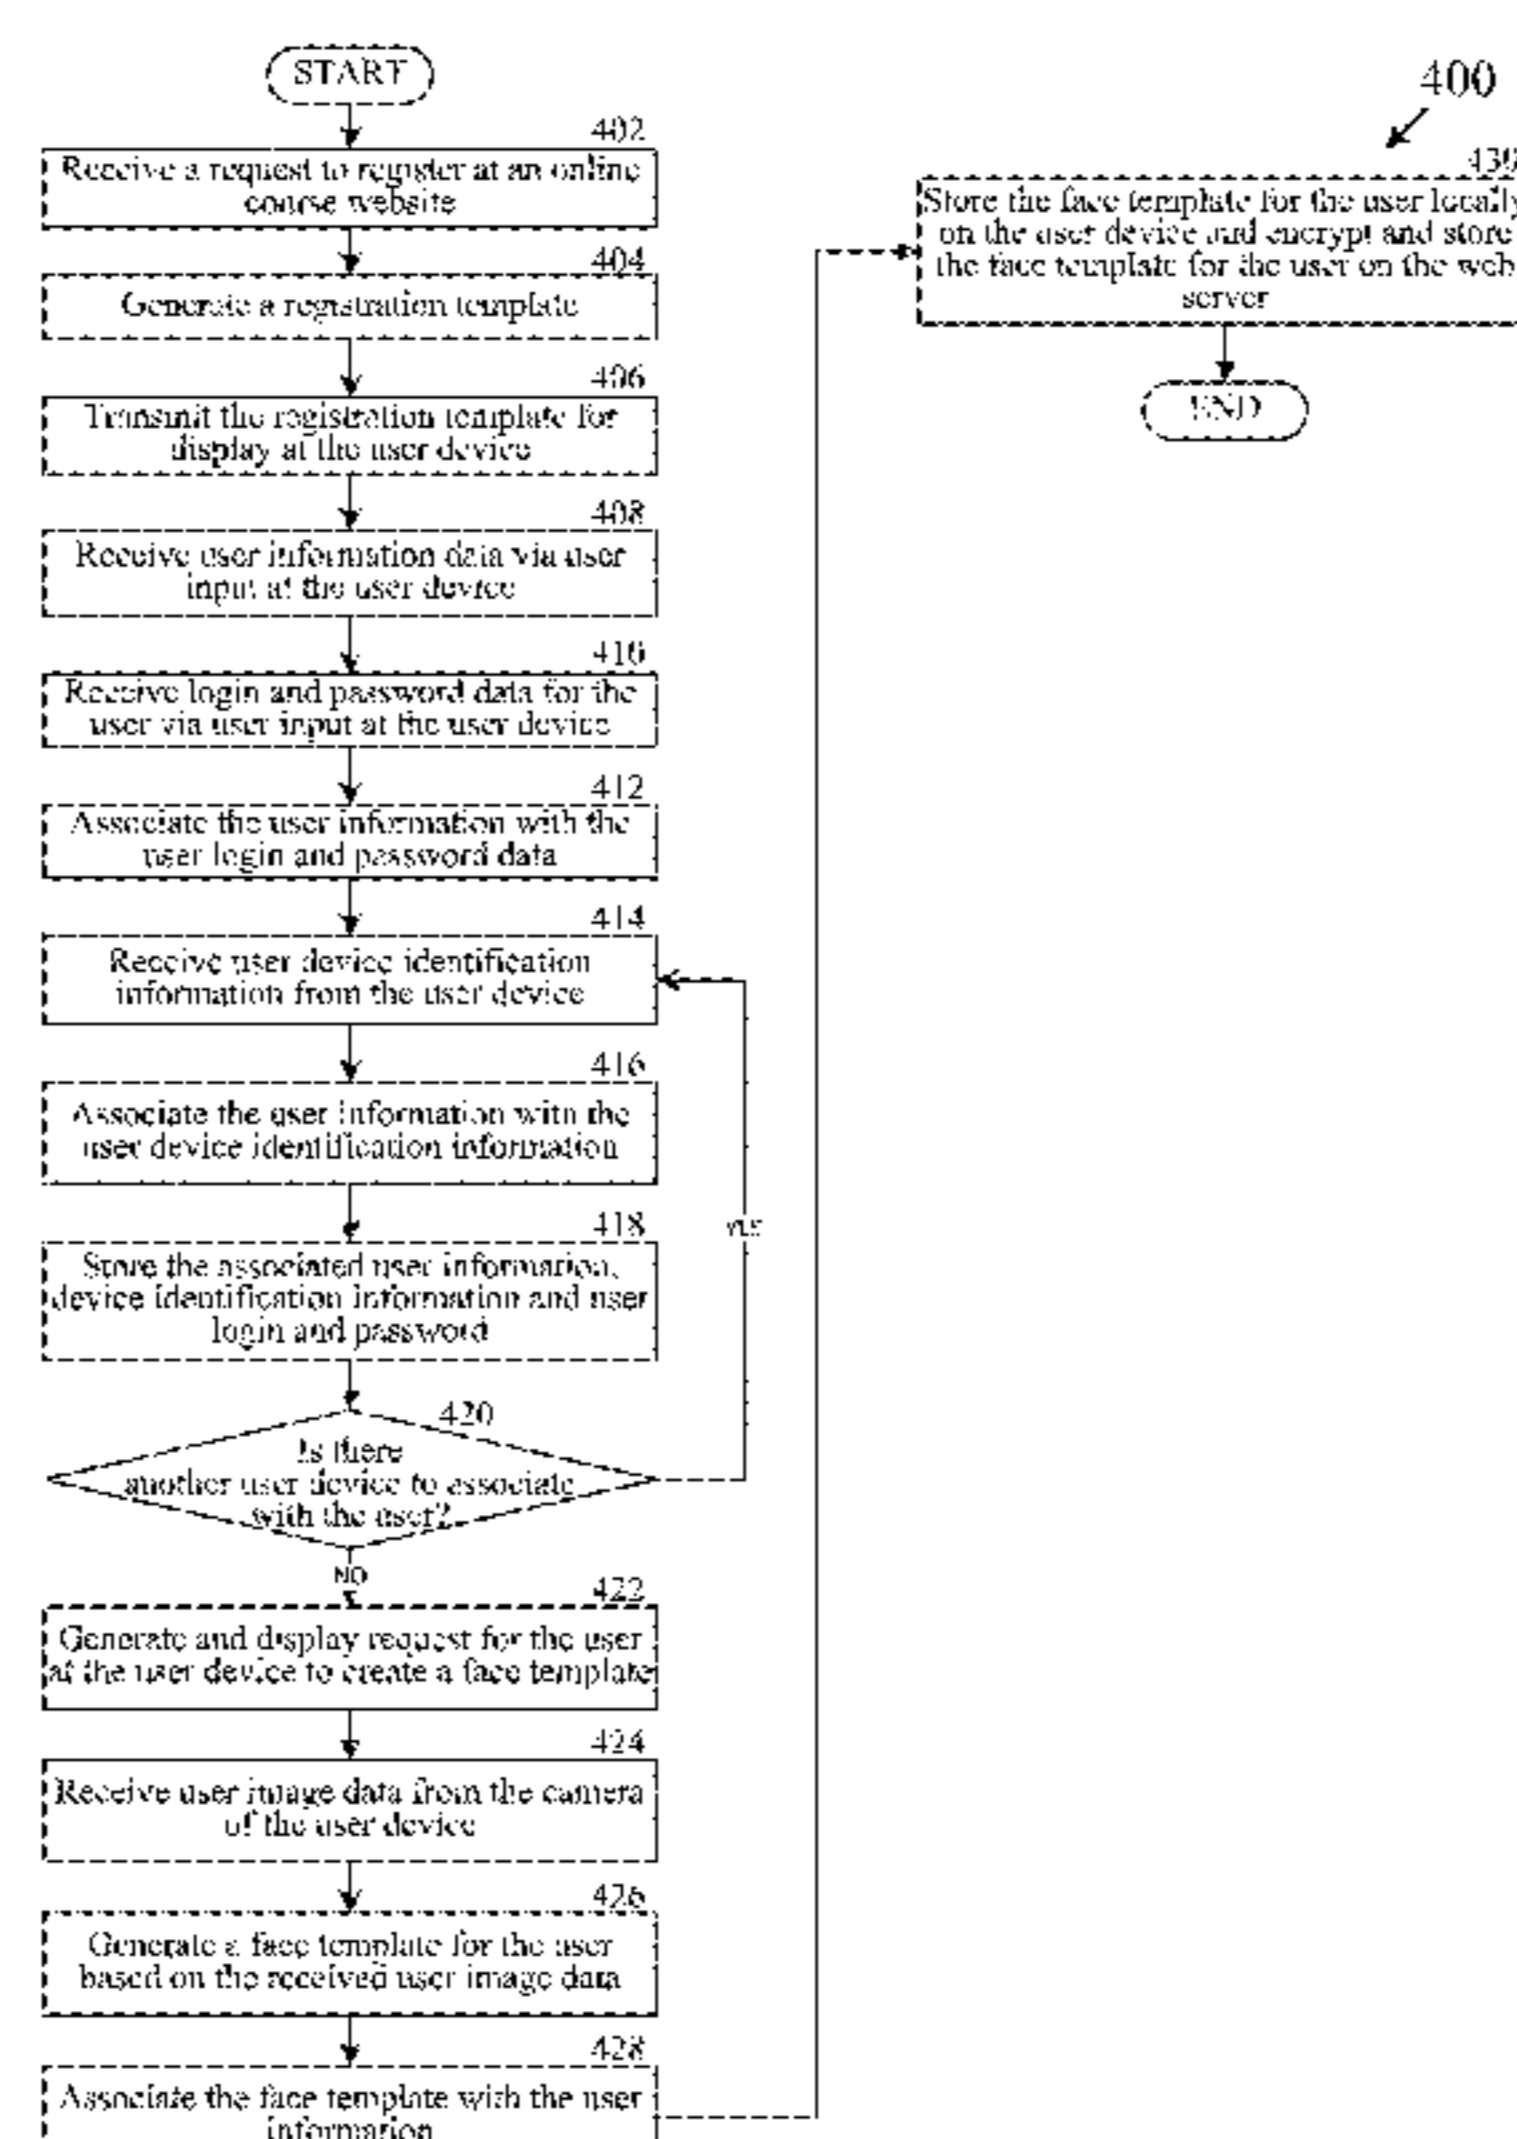 START
402
Receive a request to register at an online
course website
404
Generate a registration template
406
Transmit the registration template for
display at the user device
408
Receive user information data via user
input at the user device
410
Receive login and password data for the
user via user input at the user device
412
Associate the user information with the
user login and password data
414
Receive user device identification
information from the user device
416
Associate the user information with the
user device identification information
418
Store the associated user information,
device identification information and user
login and password
420
Is there
another user device to associate
with the user?
YES
NO
422
Generate and display request for the user
at the user device to create a face template
424
Receive user image data from the camera
of the user device
426
Generate a face template for the user
based on the received user image data
428
Associate the face template with the user
information
400
430
Store the face template for the user locally
on the user device and encrypt and store
the face template for the user on the web
server
END